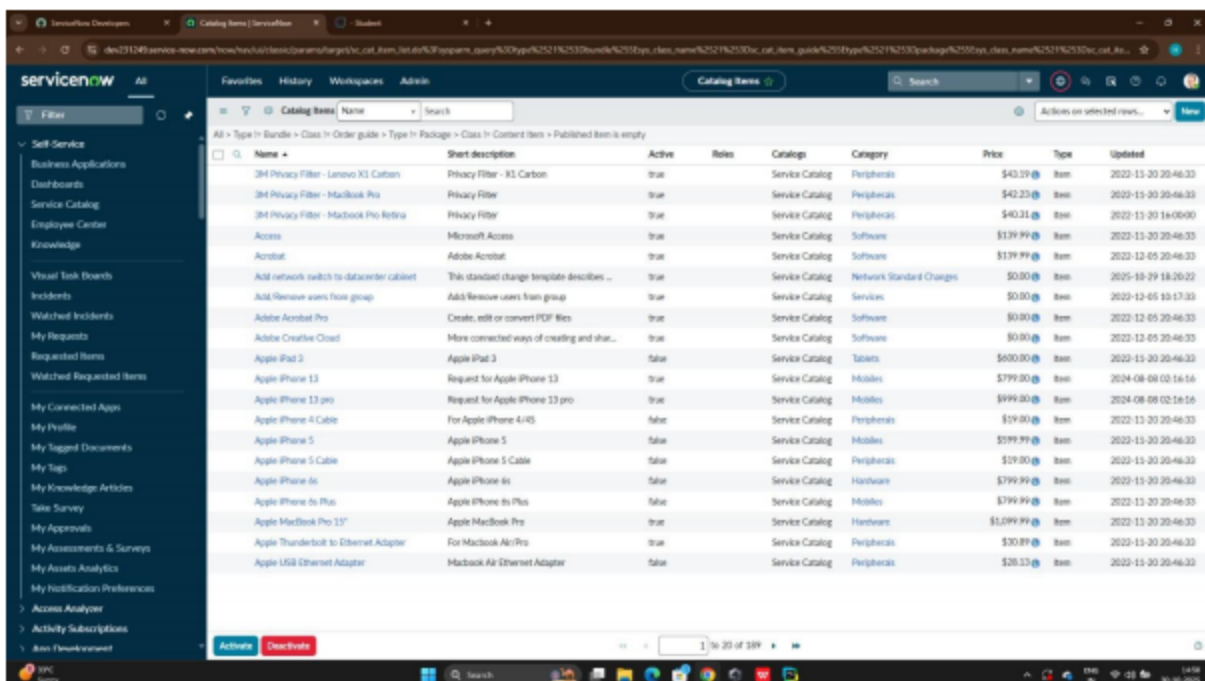 ServiceNow Developers
Catalog Items | ServiceNow
- Student
servicenow
All
Favorites History Workspaces Admin
Catalog Items
Search
Filter
Catalog Items Name Search
Actions on selected rows...
New
All > Type != Bundle > Class != Order guide > Type != Package > Class != Content Item > Published item is empty
Self-Service
Business Applications
Dashboards
Service Catalog
Employee Center
Knowledge
Visual Task Boards
Incidents
Watched Incidents
My Requests
Requested Items
Watched Requested Items
My Connected Apps
My Profile
My Tagged Documents
My Tags
My Knowledge Articles
Take Survey
My Approvals
My Assessments & Surveys
My Assets Analytics
My Notification Preferences
Access Analyzer
Activity Subscriptions
App Development
Name Short description Active Roles Catalogs Category Price Type Updated
3M Privacy Filter - Lenovo X1 Carbon Privacy Filter - X1 Carbon true Service Catalog Peripherals $43.19 Item 2022-11-20 20:46:33
3M Privacy Filter - MacBook Pro Privacy Filter true Service Catalog Peripherals $42.23 Item 2022-11-20 20:46:33
3M Privacy Filter - Macbook Pro Retina Privacy Filter true Service Catalog Peripherals $40.31 Item 2022-11-20 16:00:00
Access Microsoft Access true Service Catalog Software $139.99 Item 2022-11-20 20:46:33
Acrobat Adobe Acrobat true Service Catalog Software $139.99 Item 2022-12-05 20:46:33
Add network switch to datacenter cabinet This standard change template describes ... true Service Catalog Network Standard Changes $0.00 Item 2025-10-29 18:20:22
Add/Remove users from group Add/Remove users from group true Service Catalog Services $0.00 Item 2022-12-05 10:17:33
Adobe Acrobat Pro Create, edit or convert PDF files true Service Catalog Software $0.00 Item 2022-12-05 20:46:33
Adobe Creative Cloud More connected ways of creating and shar... true Service Catalog Software $0.00 Item 2022-12-05 20:46:33
Apple iPad 3 Apple iPad 3 false Service Catalog Tablets $600.00 Item 2022-11-20 20:46:33
Apple iPhone 13 Request for Apple iPhone 13 true Service Catalog Mobiles $799.00 Item 2024-08-08 02:16:16
Apple iPhone 13 pro Request for Apple iPhone 13 pro true Service Catalog Mobiles $999.00 Item 2024-08-08 02:16:16
Apple iPhone 4 Cable For Apple iPhone 4/4S false Service Catalog Peripherals $19.00 Item 2022-11-20 20:46:33
Apple iPhone 5 Apple iPhone 5 false Service Catalog Mobiles $599.99 Item 2022-11-20 20:46:33
Apple iPhone 5 Cable Apple iPhone 5 Cable false Service Catalog Peripherals $19.00 Item 2022-11-20 20:46:33
Apple iPhone 6s Apple iPhone 6s false Service Catalog Hardware $799.99 Item 2022-11-20 20:46:33
Apple iPhone 6s Plus Apple iPhone 6s Plus false Service Catalog Mobiles $799.99 Item 2022-11-20 20:46:33
Apple MacBook Pro 15" Apple MacBook Pro true Service Catalog Hardware $1,099.99 Item 2022-11-20 20:46:33
Apple Thunderbolt to Ethernet Adapter For Macbook Air/Pro true Service Catalog Peripherals $30.89 Item 2022-11-20 20:46:33
Apple USB Ethernet Adapter Macbook Air Ethernet Adapter false Service Catalog Peripherals $28.13 Item 2022-11-20 20:46:33
Activate Deactivate
1 to 20 of 189
Sunny
Search
ENG
14:58